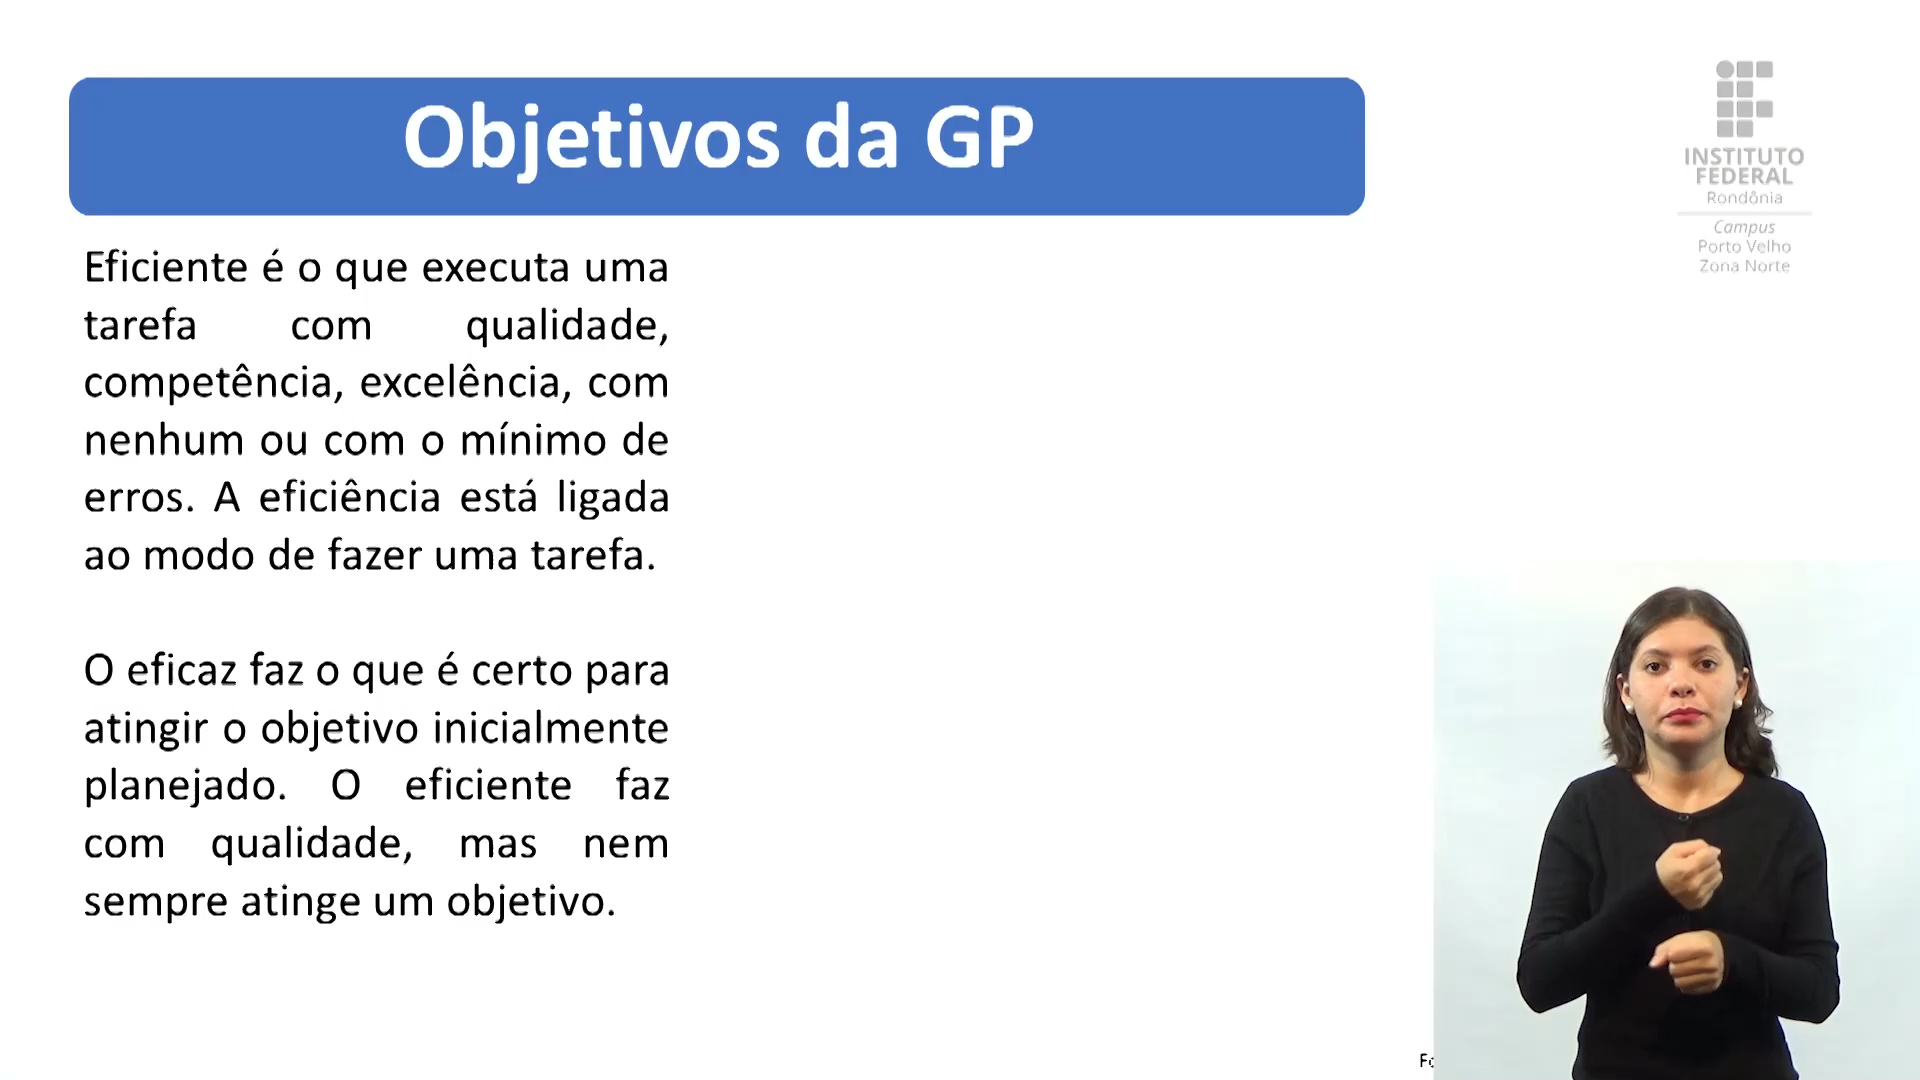 Objetivos da GP
Eficiente é o que executa uma
tarefa com qualidade,
competência, excelência, com
nenhum ou com o mínimo de
erros. A eficiência está ligada
ao modo de fazer uma tarefa.
O eficaz faz o que é certo para
atingir o objetivo inicialmente
planejado. O eficiente faz
com qualidade, mas nem
sempre atinge um objetivo.
INSTITUTO
FEDERAL
Rondônia
Campus
Porto Velho
Zona Norte